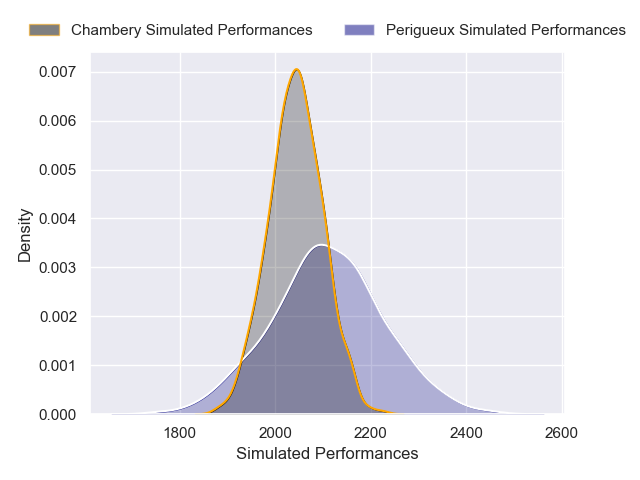 Chambery Simulated Performances Perigueux Simulated Performances
0.007
0.006
0.005
0.004
0.003
0.002
0.001
0.000
Density
1800 2000 2200 2400 2600
Simulated Performances